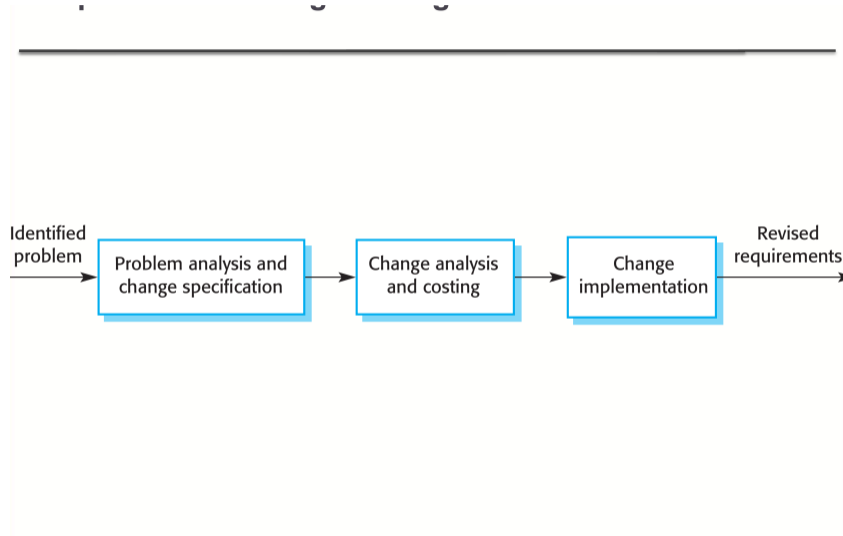 Identified
problem
Problem analysis and
change specification
Change analysis
and costing
Change
implementation
Revised
requirements